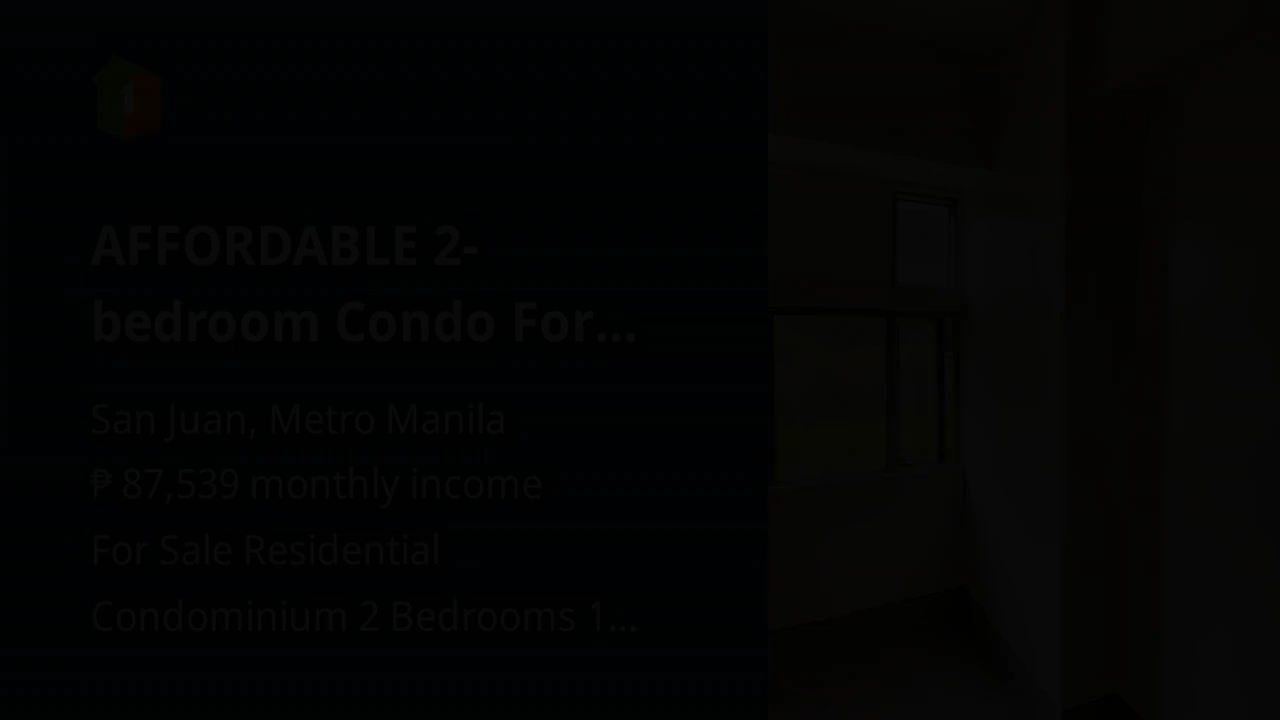 AFFORDABLE 2-
bedroom Condo For...
San Juan, Metro Manila
₱ 87,539 monthly income
For Sale Residential
Condominium 2 Bedrooms 1...